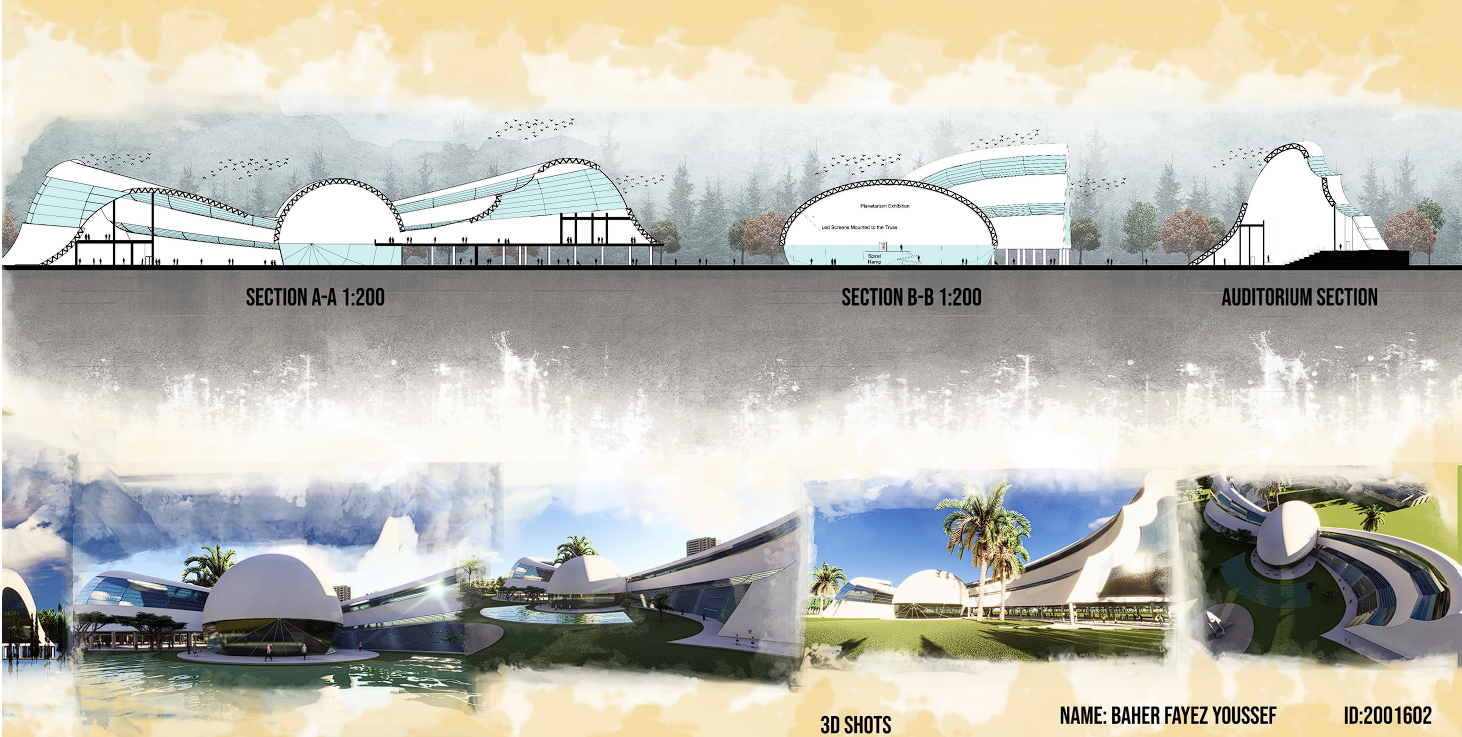 Planetarium Exhibition
Led Screens Mounted to the Truss
Spiral
Ramp
SECTION A-A 1:200
SECTION B-B 1:200
AUDITORIUM SECTION
3D SHOTS
NAME: BAHER FAYEZ YOUSSEF
ID:2001602